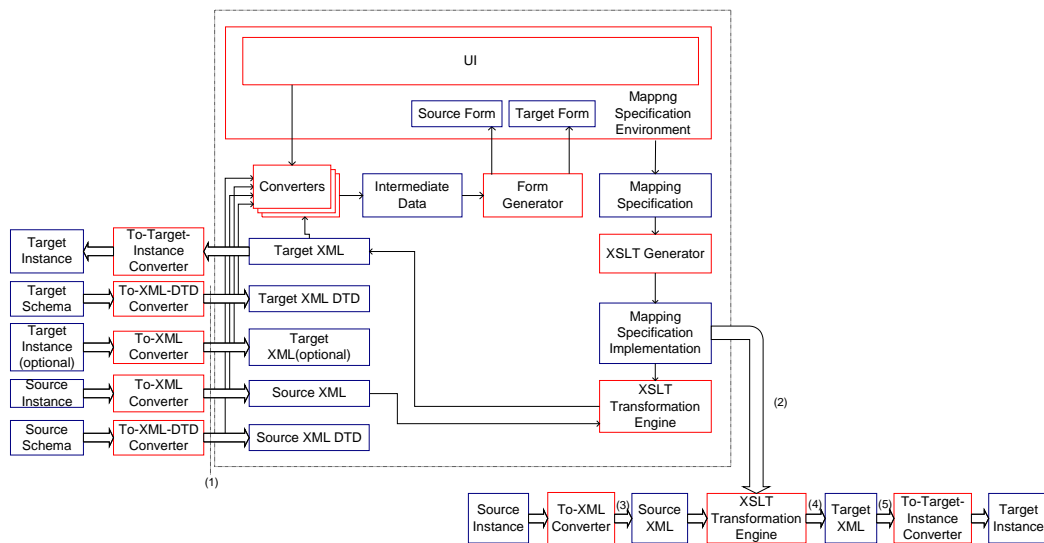 UI
Source Form
Target Form
Mappng
Specification
Environment
Converters
Intermediate
Data
Form
Generator
Mapping
Specification
Target
Instance
To-Target-
Instance
Converter
Target XML
XSLT Generator
Target
Schema
To-XML-DTD
Converter
Target XML DTD
Target
Instance
(optional)
To-XML
Converter
Target
XML(optional)
Mapping
Specification
Implementation
Source
Instance
To-XML
Converter
Source XML
XSLT
Transformation
Engine
(2)
Source
Schema
To-XML-DTD
Converter
Source XML DTD
(1)
Source
Instance
To-XML
Converter
(3)
Source
XML
XSLT
Transformation
Engine
(4)
Target
XML
(5)
To-Target-
Instance
Converter
Target
Instance